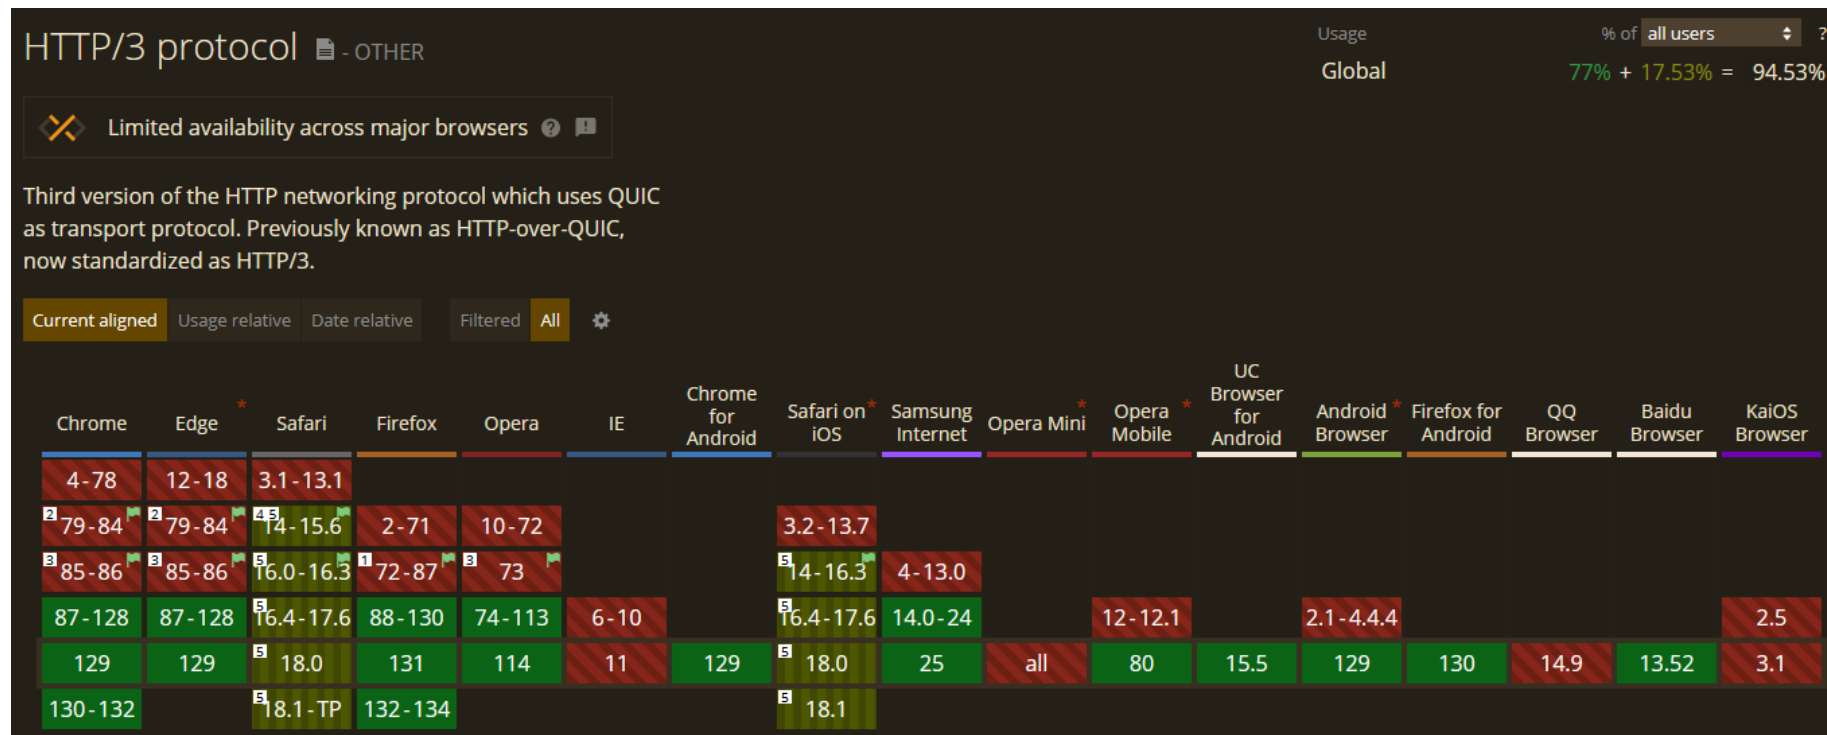 HTTP/3 protocol - OTHER
Usage % of all users ?
Global 77% + 17.53% = 94.53%
Limited availability across major browsers ?
Third version of the HTTP networking protocol which uses QUIC
as transport protocol. Previously known as HTTP-over-QUIC,
now standardized as HTTP/3.
Current aligned Usage relative Date relative Filtered All
Chrome Edge * Safari Firefox Opera IE Chrome for Android Safari on iOS * Samsung Internet Opera Mini * Opera Mobile * UC Browser for Android Android Browser * Firefox for Android QQ Browser Baidu Browser KaiOS Browser
4-78 12-18 3.1-13.1
2 79-84 2 79-84 4 5 14-15.6 2-71 10-72 3.2-13.7
3 85-86 3 85-86 5 16.0-16.3 1 72-87 3 73 5 14-16.3 4-13.0
87-128 87-128 5 16.4-17.6 88-130 74-113 6-10 5 16.4-17.6 14.0-24 12-12.1 2.1-4.4.4 2.5
129 129 5 18.0 131 114 11 129 5 18.0 25 all 80 15.5 129 130 14.9 13.52 3.1
130-132 5 18.1-TP 132-134 5 18.1